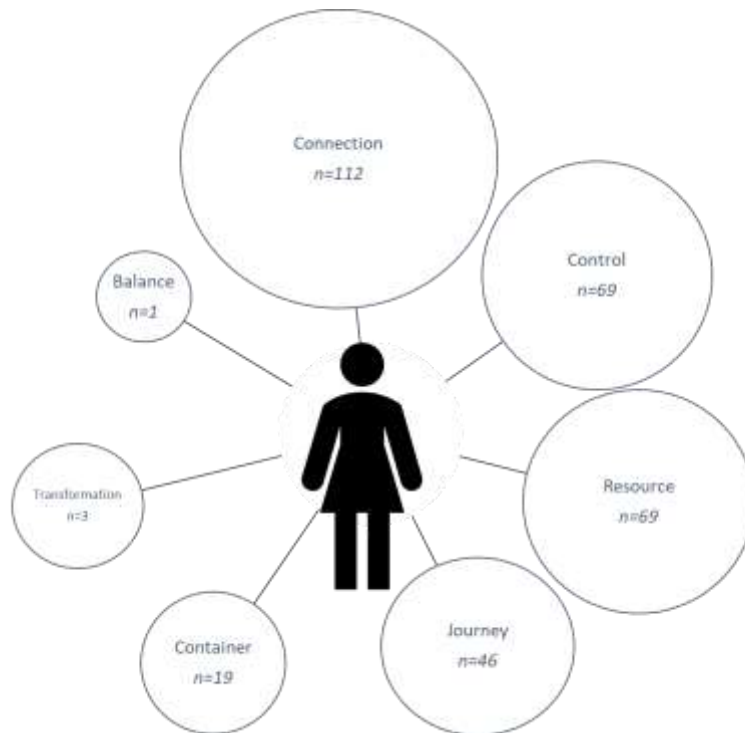 Connection
n=112
Control
n=69
Balance
n=1
Resource
n=69
Transformation
n=3
Journey
n=46
Container
n=19